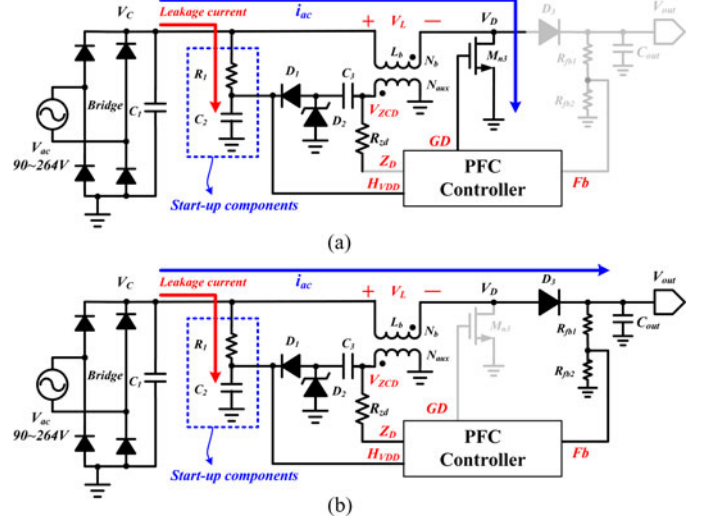 V_C Leakage current i_ac + V_L − V_D D_3 V_out
L_b N_b M_n3 R_fb1 C_out
R_1 D_1 C_3 N_aux
Bridge C_1 C_2 D_2 V_ZCD R_fb2
V_ac R_zd GD
90~264V Z_D PFC
H_VDD Controller Fb
Start-up components
(a)
V_C Leakage current i_ac + V_L − V_D D_3 V_out
L_b N_b M_n3 R_fb1 C_out
R_1 D_1 C_3 N_aux
Bridge C_1 C_2 D_2 V_ZCD R_fb2
V_ac R_zd GD
90~264V Z_D PFC
H_VDD Controller Fb
Start-up components
(b)